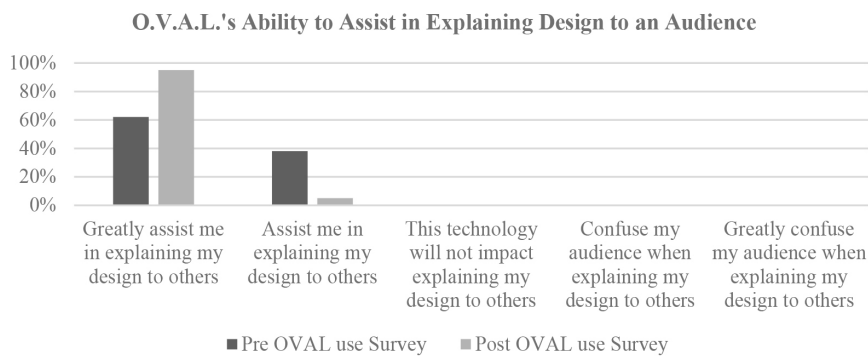 O.V.A.L.'s Ability to Assist in Explaining Design to an Audience
100%
80%
60%
40%
20%
0%
Greatly assist me
in explaining my
design to others
Assist me in
explaining my
design to others
This technology
will not impact
explaining my
design to others
Confuse my
audience when
explaining my
design to others
Greatly confuse
my audience when
explaining my
design to others
Pre OVAL use Survey
Post OVAL use Survey